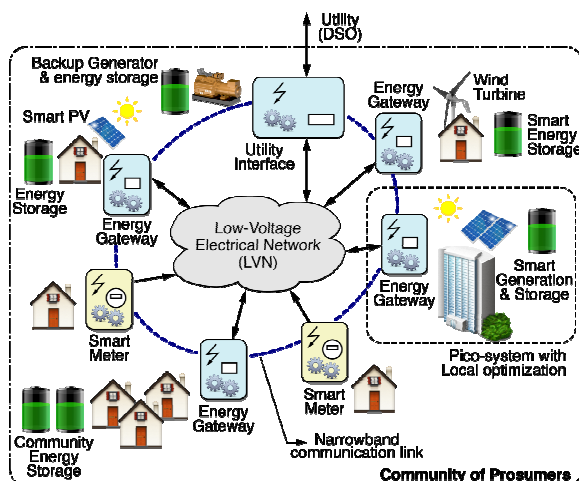 Utility
(DSO)
Backup Generator
& energy storage
Energy
Gateway
Wind
Turbine
Smart PV
Smart
Energy
Storage
Utility
Interface
Energy
Storage
Energy
Gateway
Low-Voltage
Electrical Network
(LVN)
Energy
Gateway
Smart
Generation
& Storage
Smart
Meter
Pico-system with
Local optimization
Energy
Gateway
Smart
Meter
Community
Energy
Storage
Narrowband
communication link
Community of Prosumers